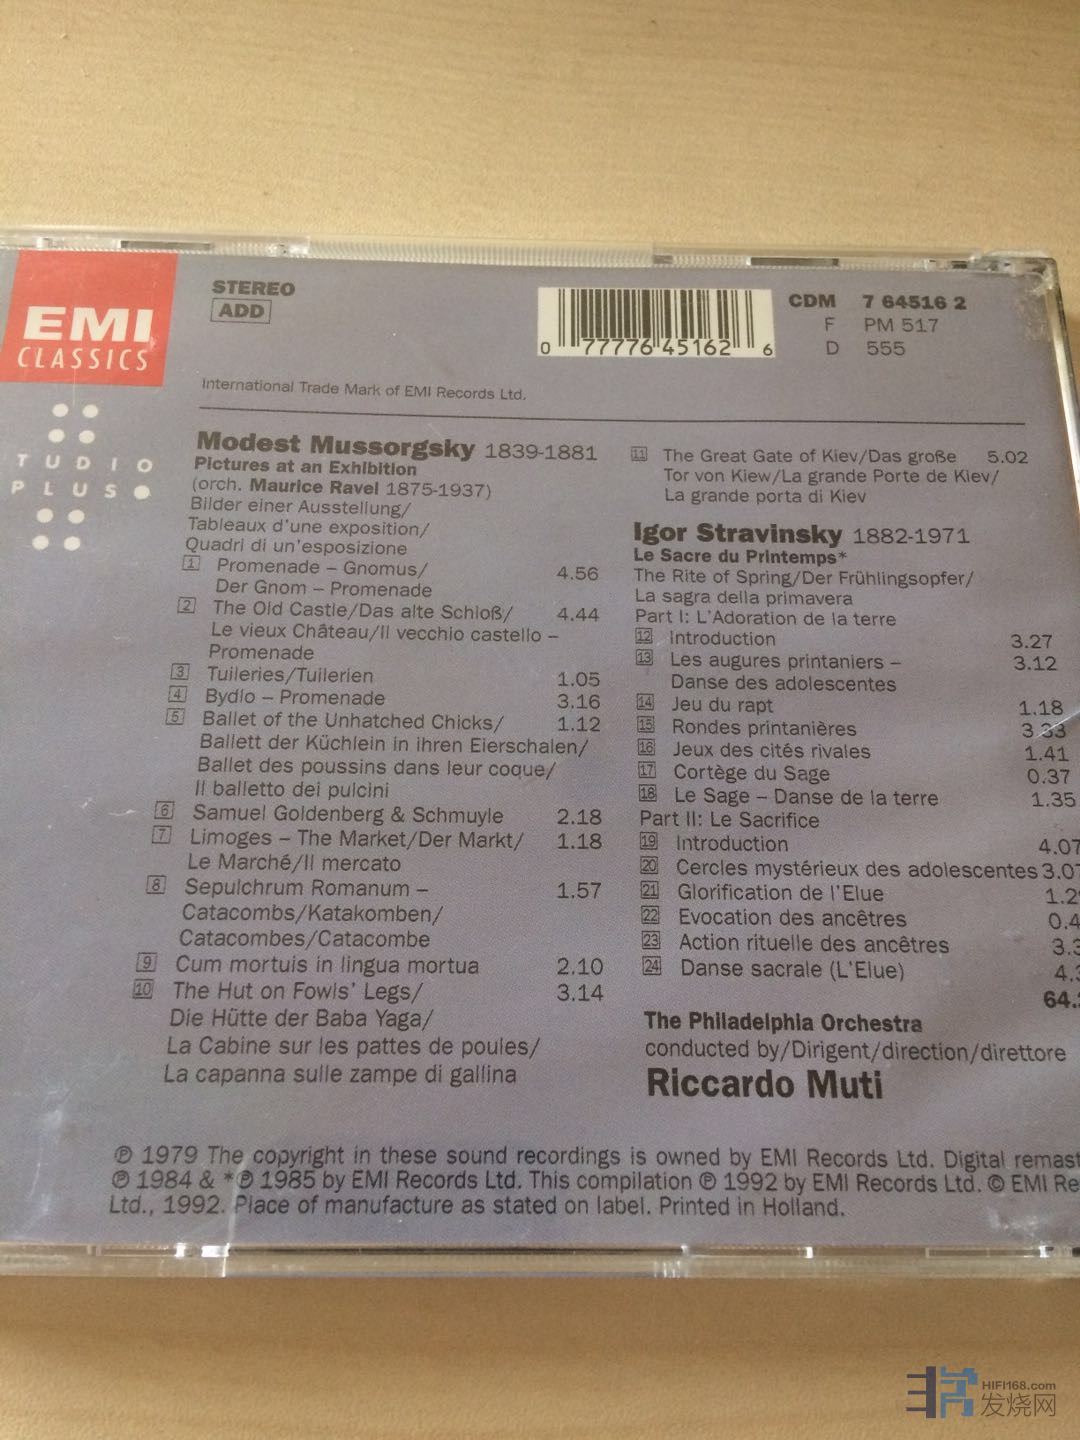 EMI
CLASSICS
TUDIO
PLUS
STEREO
ADD
0 77776 45162 6
CDM 7 64516 2
F PM 517
D 555
International Trade Mark of EMI Records Ltd.
Modest Mussorgsky 1839-1881
Pictures at an Exhibition
(orch. Maurice Ravel 1875-1937)
Bilder einer Ausstellung/
Tableaux d'une exposition/
Quadri di un'esposizione
1 Promenade – Gnomus/ 4.56
Der Gnom – Promenade
2 The Old Castle/Das alte Schloß/ 4.44
Le vieux Château/Il vecchio castello –
Promenade
3 Tuileries/Tuilerien 1.05
4 Bydlo – Promenade 3.16
5 Ballet of the Unhatched Chicks/ 1.12
Ballett der Küchlein in ihren Eierschalen/
Ballet des poussins dans leur coque/
Il balletto dei pulcini
6 Samuel Goldenberg & Schmuyle 2.18
7 Limoges – The Market/Der Markt/ 1.18
Le Marché/Il mercato
8 Sepulchrum Romanum – 1.57
Catacombs/Katakomben/
Catacombes/Catacombe
9 Cum mortuis in lingua mortua 2.10
10 The Hut on Fowls' Legs/ 3.14
Die Hütte der Baba Yaga/
La Cabine sur les pattes de poules/
La capanna sulle zampe di gallina
11 The Great Gate of Kiev/Das große 5.02
Tor von Kiew/La grande Porte de Kiev/
La grande porta di Kiev
Igor Stravinsky 1882-1971
Le Sacre du Printemps*
The Rite of Spring/Der Frühlingsopfer/
La sagra della primavera
Part I: L'Adoration de la terre
12 Introduction 3.27
13 Les augures printaniers – 3.12
Danse des adolescentes
14 Jeu du rapt 1.18
15 Rondes printanières 3.33
16 Jeux des cités rivales 1.41
17 Cortège du Sage 0.37
18 Le Sage – Danse de la terre 1.35
Part II: Le Sacrifice
19 Introduction 4.07
20 Cercles mystérieux des adolescentes 3.07
21 Glorification de l'Elue 1.2
22 Evocation des ancêtres 0.4
23 Action rituelle des ancêtres 3.3
24 Danse sacrale (L'Elue) 4.3
64.
The Philadelphia Orchestra
conducted by/Dirigent/direction/direttore
Riccardo Muti
℗ 1979 The copyright in these sound recordings is owned by EMI Records Ltd. Digital remast
℗ 1984 & *℗ 1985 by EMI Records Ltd. This compilation ℗ 1992 by EMI Records Ltd. © EMI Re
Ltd., 1992. Place of manufacture as stated on label. Printed in Holland.
HIFI168.com
发烧网